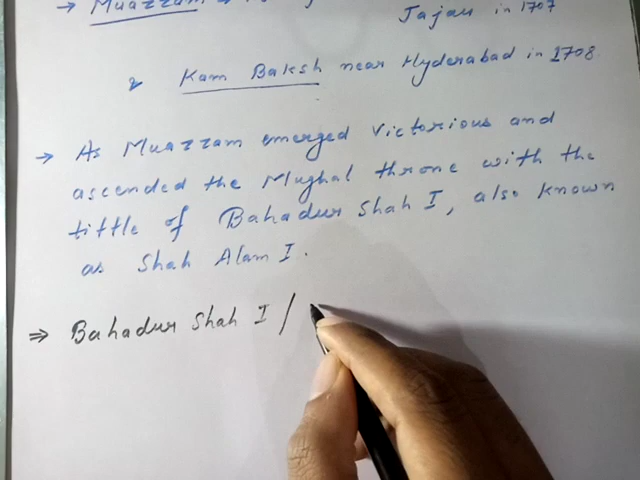 → Muazzam →
Jajau in 1707
& Kam Baksh near Hyderabad in 1708.
→ As Muazzam emerged victorious and
ascended the Mughal throne with the
tittle of Bahadur Shah I, also known
as Shah Alam I.
⇒ Bahadur Shah I /